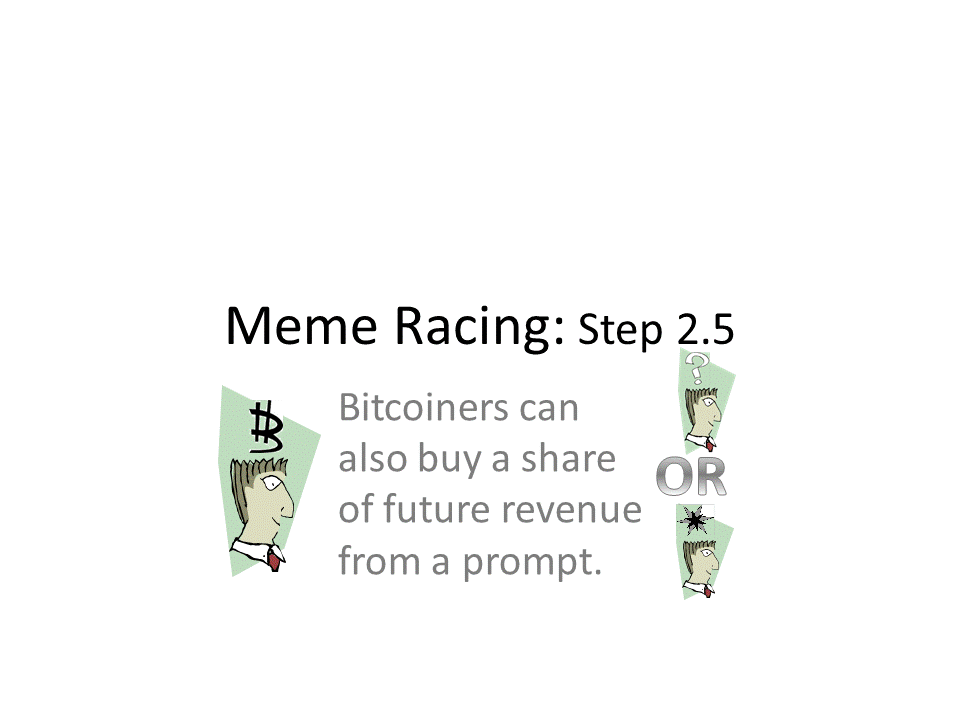 Meme Racing: Step 2.5
Bitcoiners can
also buy a share
of future revenue
from a prompt.
?
OR